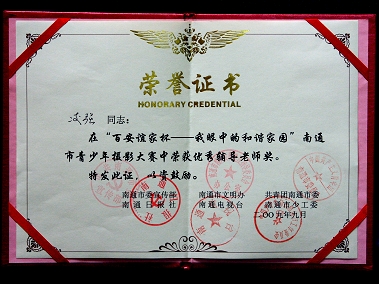 荣誉证书
HONORARY CREDENTIAL
同志：
在“百安谊家杯——我眼中的和谐家园”南通
市青少年摄影大赛中荣获优秀辅导老师奖。
特发此证，以资鼓励。
南通市委宣传部 南通市文明办 共青团南通市委
南通日报社 南通电视台 南通市少工委
二〇〇九年九月